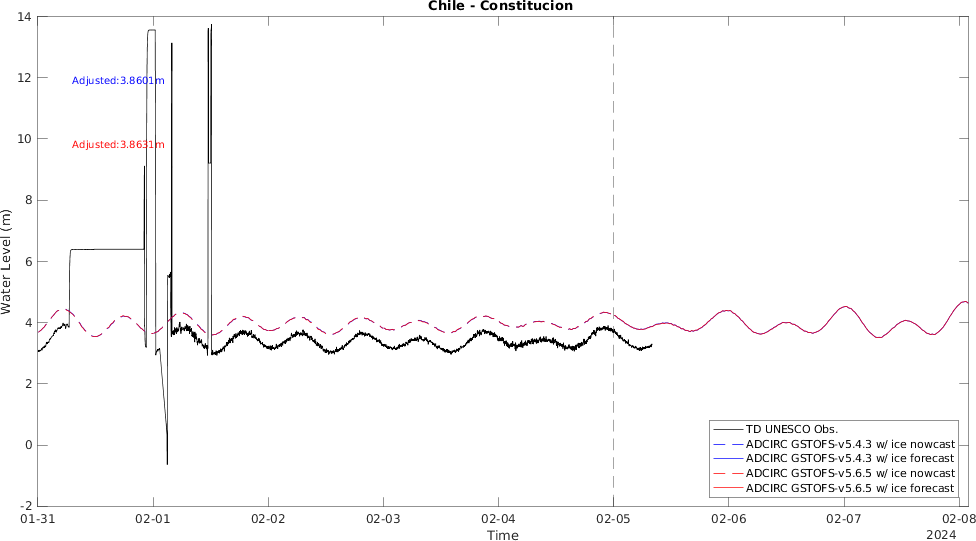 Chile - Constitucion
14
12
10
8
6
4
2
0
-2
Water Level (m)
Adjusted:3.8601m
Adjusted:3.8631m
TD UNESCO Obs.
ADCIRC GSTOFS-v5.4.3 w/ ice nowcast
ADCIRC GSTOFS-v5.4.3 w/ ice forecast
ADCIRC GSTOFS-v5.6.5 w/ ice nowcast
ADCIRC GSTOFS-v5.6.5 w/ ice forecast
01-31 02-01 02-02 02-03 02-04 02-05 02-06 02-07 02-08
Time
2024